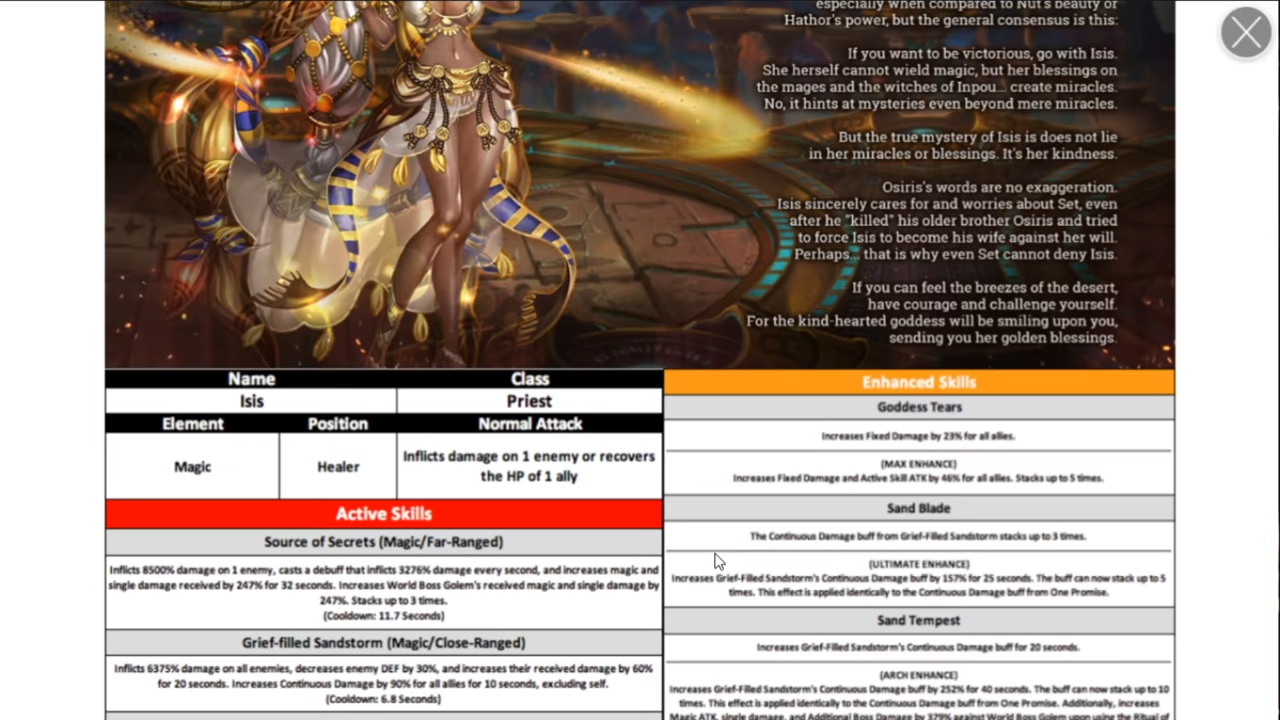 especially when compared to Nut's beauty or
Hathor's power, but the general consensus is this:
If you want to be victorious, go with Isis.
She herself cannot wield magic, but her blessings on
the mages and the witches of Inpou... create miracles.
No, it hints at mysteries even beyond mere miracles.
But the true mystery of Isis is does not lie
in her miracles or blessings. It's her kindness.
Osiris's words are no exaggeration.
Isis sincerely cares for and worries about Set, even
after he "killed" his older brother Osiris and tried
to force Isis to become his wife against her will.
Perhaps... that is why even Set cannot deny Isis.
If you can feel the breezes of the desert,
have courage and challenge yourself.
For the kind-hearted goddess will be smiling upon you,
sending you her golden blessings.
Name Class
Isis Priest
Element Position Normal Attack
Magic Healer Inflicts damage on 1 enemy or recovers
the HP of 1 ally
Active Skills
Source of Secrets (Magic/Far-Ranged)
Inflicts 8500% damage on 1 enemy, casts a debuff that inflicts 3276% damage every second, and increases magic and
single damage received by 247% for 32 seconds. Increases World Boss Golem's received magic and single damage by
247%. Stacks up to 3 times.
(Cooldown: 11.7 Seconds)
Grief-filled Sandstorm (Magic/Close-Ranged)
Inflicts 6375% damage on all enemies, decreases enemy DEF by 30%, and increases their received damage by 60%
for 20 seconds. Increases Continuous Damage by 90% for all allies for 10 seconds, excluding self.
(Cooldown: 6.8 Seconds)
Enhanced Skills
Goddess Tears
Increases Fixed Damage by 23% for all allies.
(MAX ENHANCE)
Increases Fixed Damage and Active Skill ATK by 46% for all allies. Stacks up to 5 times.
Sand Blade
The Continuous Damage buff from Grief-Filled Sandstorm stacks up to 3 times.
(ULTIMATE ENHANCE)
Increases Grief-Filled Sandstorm's Continuous Damage buff by 157% for 25 seconds. The buff can now stack up to 5
times. This effect is applied identically to the Continuous Damage buff from One Promise.
Sand Tempest
Increases Grief-Filled Sandstorm's Continuous Damage buff for 20 seconds.
(ARCH ENHANCE)
Increases Grief-Filled Sandstorm's Continuous Damage buff by 252% for 40 seconds. The buff can now stack up to 10
times. This effect is applied identically to the Continuous Damage buff from One Promise. Additionally, increases
Magic ATK, single damage, and Additional Boss Damage by 379% against World Boss Golem upon using the Ritual of